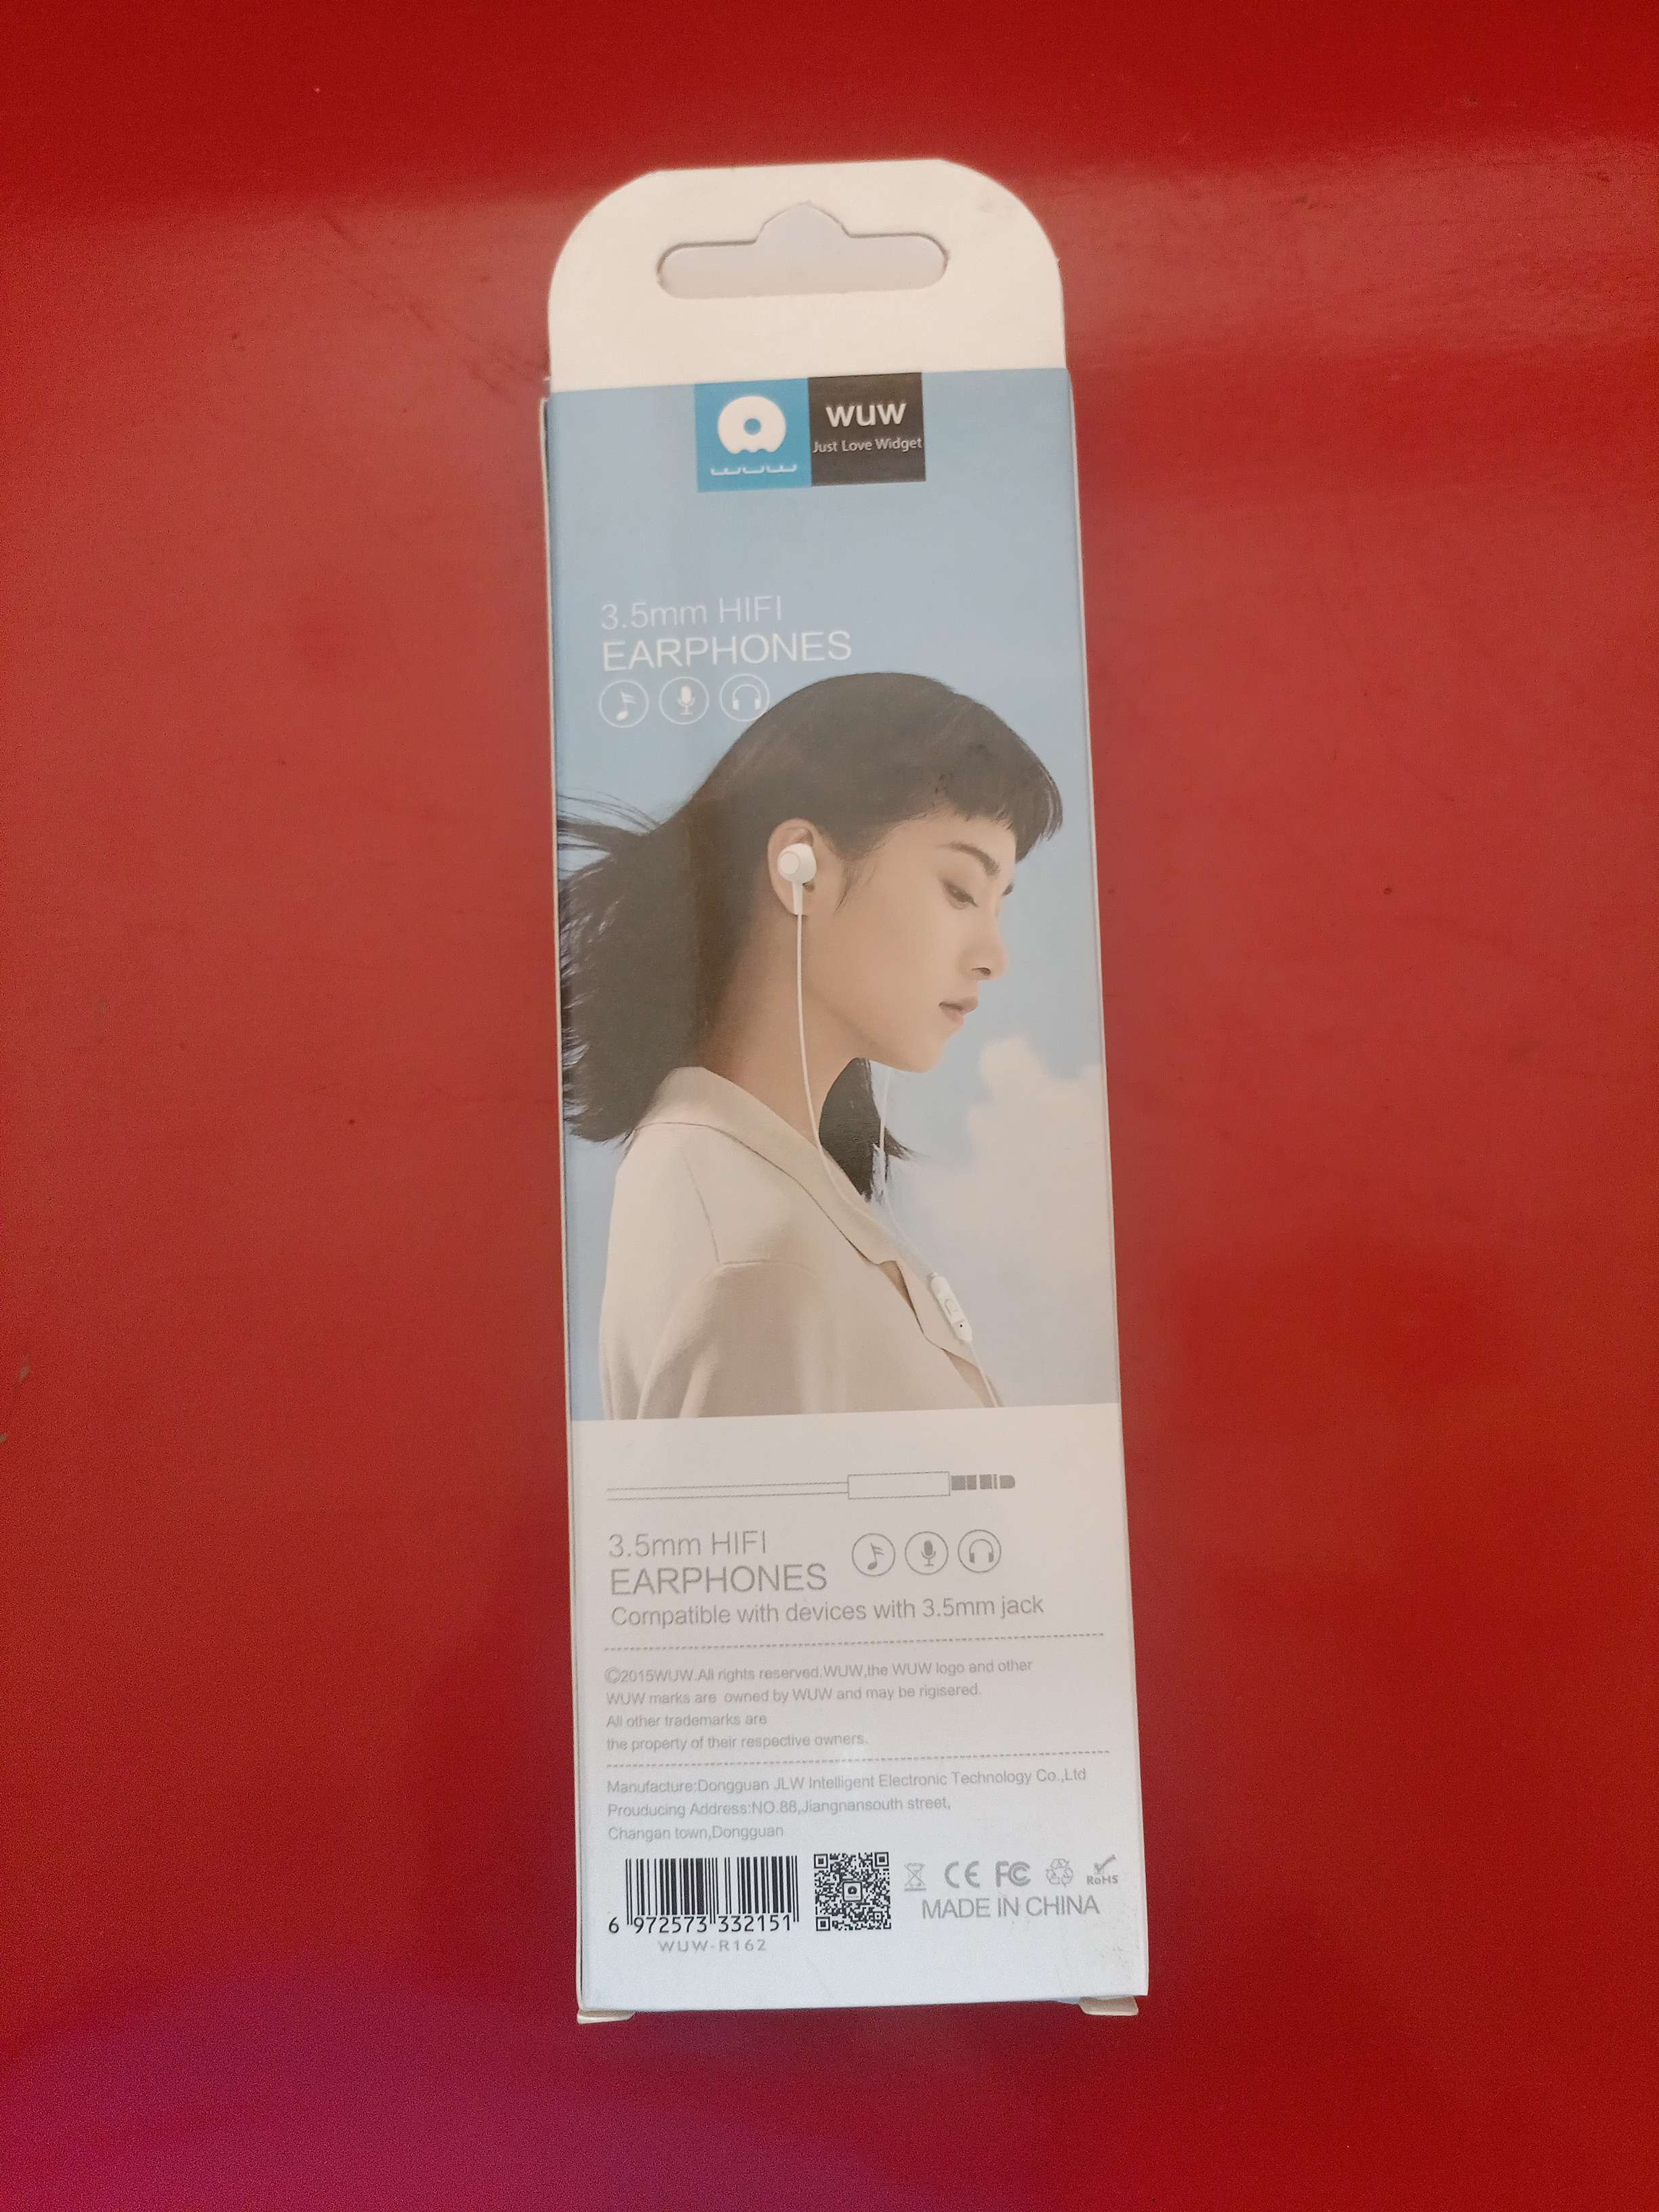 WUW
WUW
Just Love Widget
3.5mm HIFI
EARPHONES
3.5mm HIFI
EARPHONES
Compatible with devices with 3.5mm jack
©2015WUW.All rights reserved.WUW,the WUW logo and other
WUW marks are owned by WUW and may be rigisered.
All other trademarks are
the property of their respective owners.
Manufacture:Dongguan JLW Intelligent Electronic Technology Co.,Ltd
Prouducing Address:NO.88,Jiangnansouth street,
Changan town,Dongguan
CE FC RoHS
MADE IN CHINA
6 972573 332151
WUW-R162